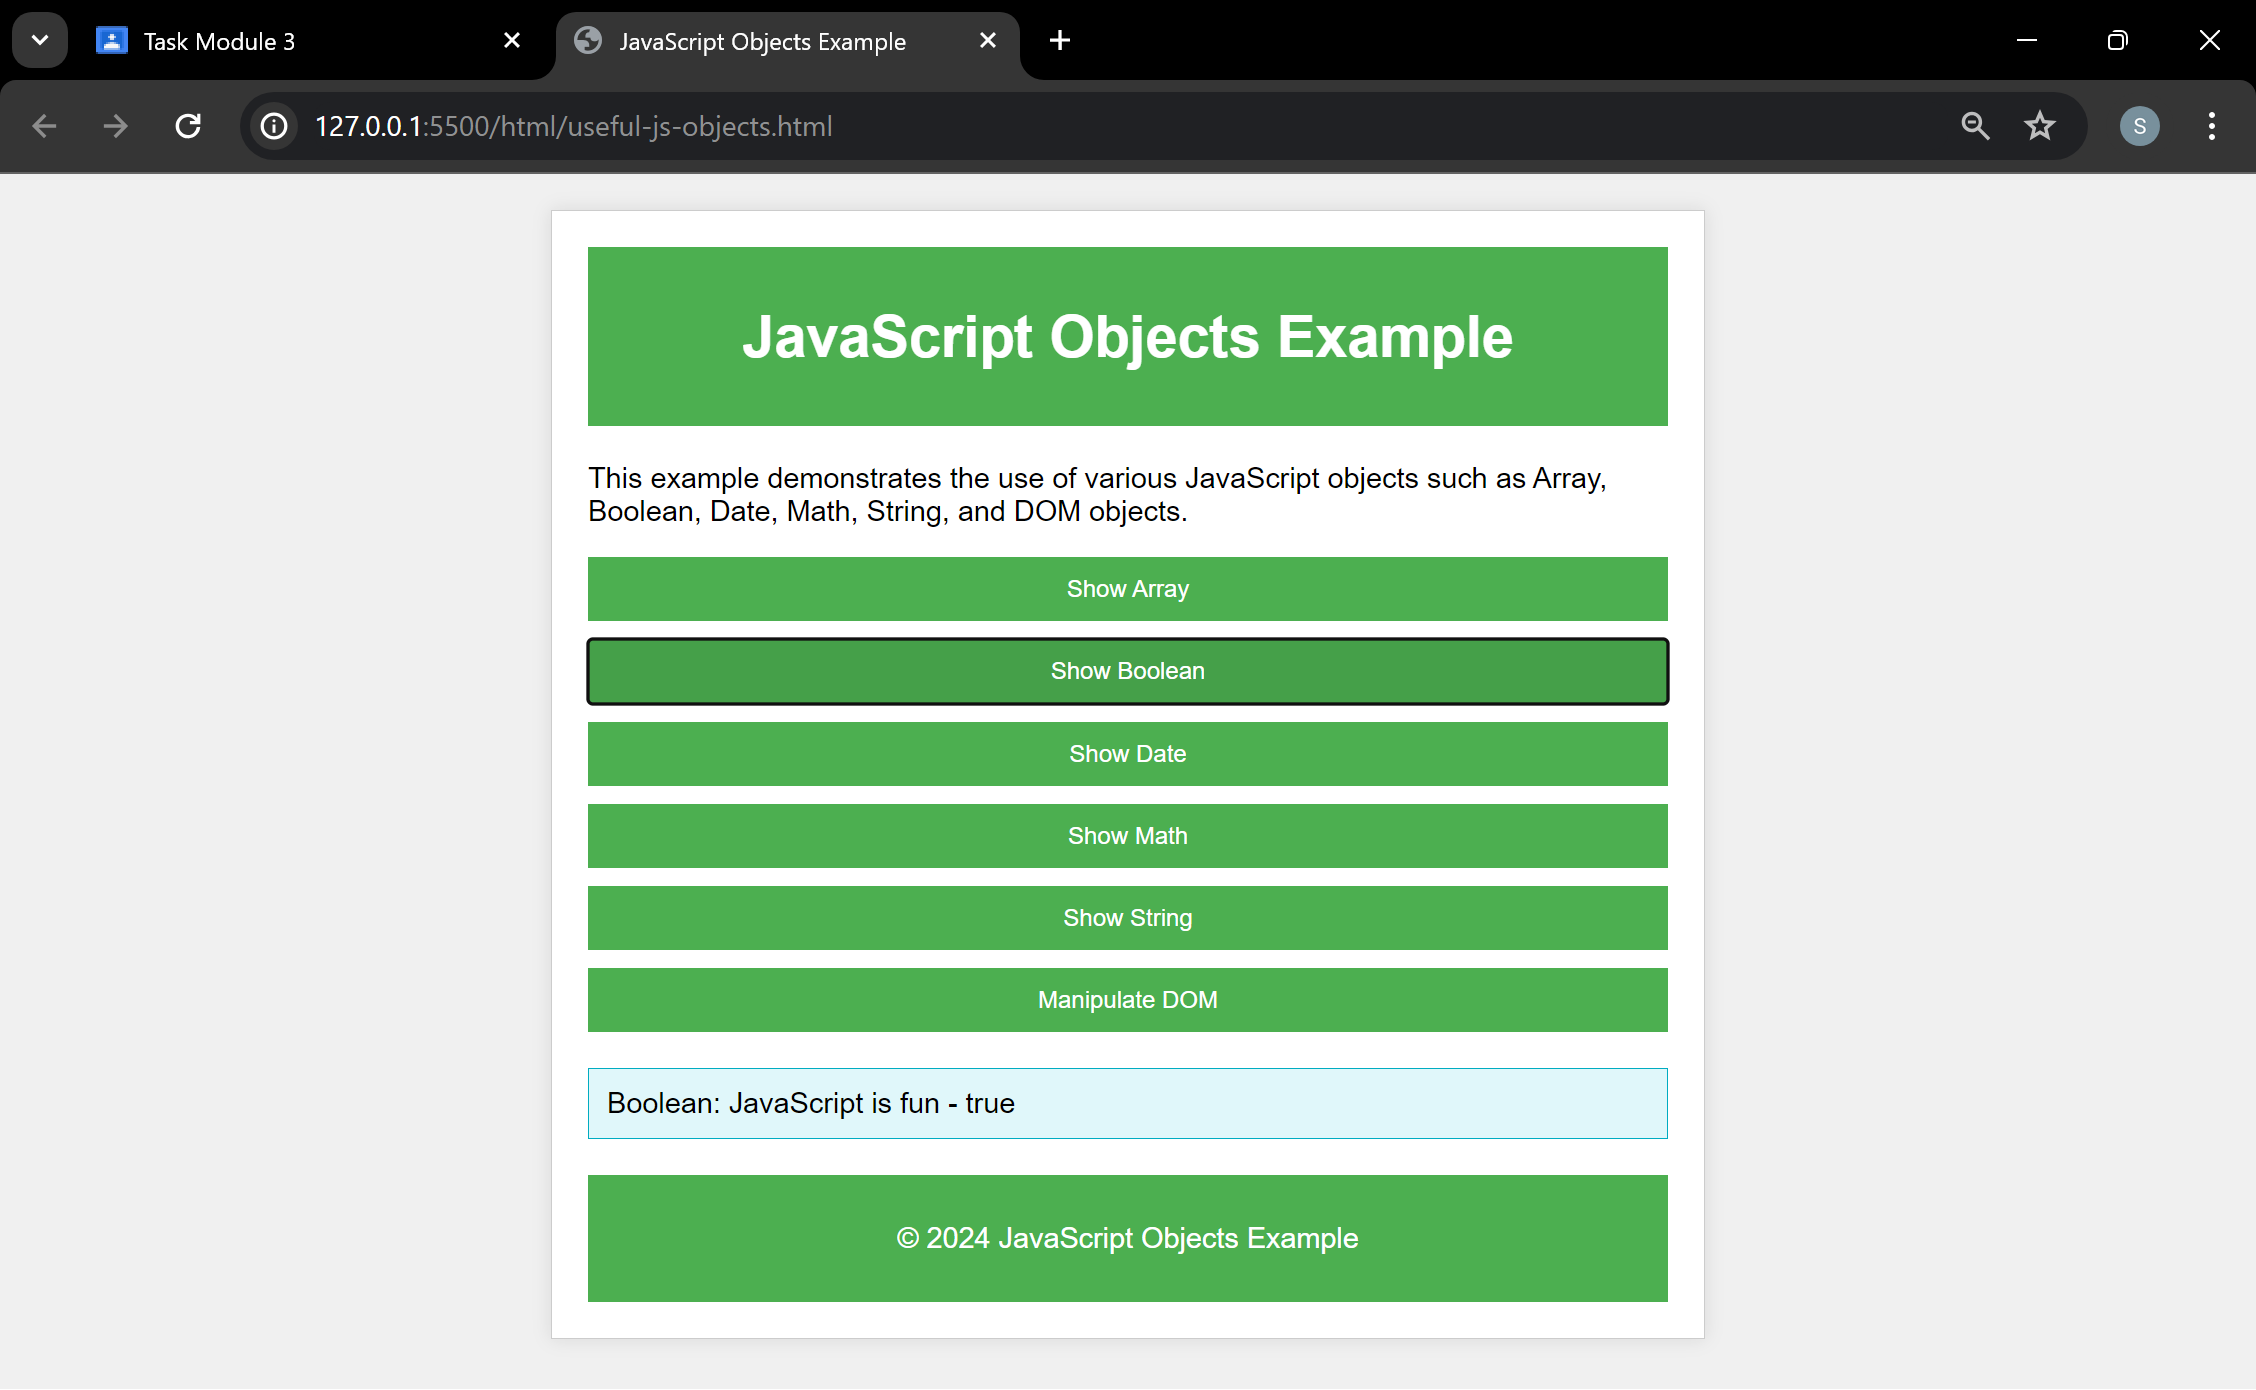 Task Module 3
JavaScript Objects Example
127.0.0.1:5500/html/useful-js-objects.html
S
JavaScript Objects Example
This example demonstrates the use of various JavaScript objects such as Array,
Boolean, Date, Math, String, and DOM objects.
Show Array
Show Boolean
Show Date
Show Math
Show String
Manipulate DOM
Boolean: JavaScript is fun - true
© 2024 JavaScript Objects Example